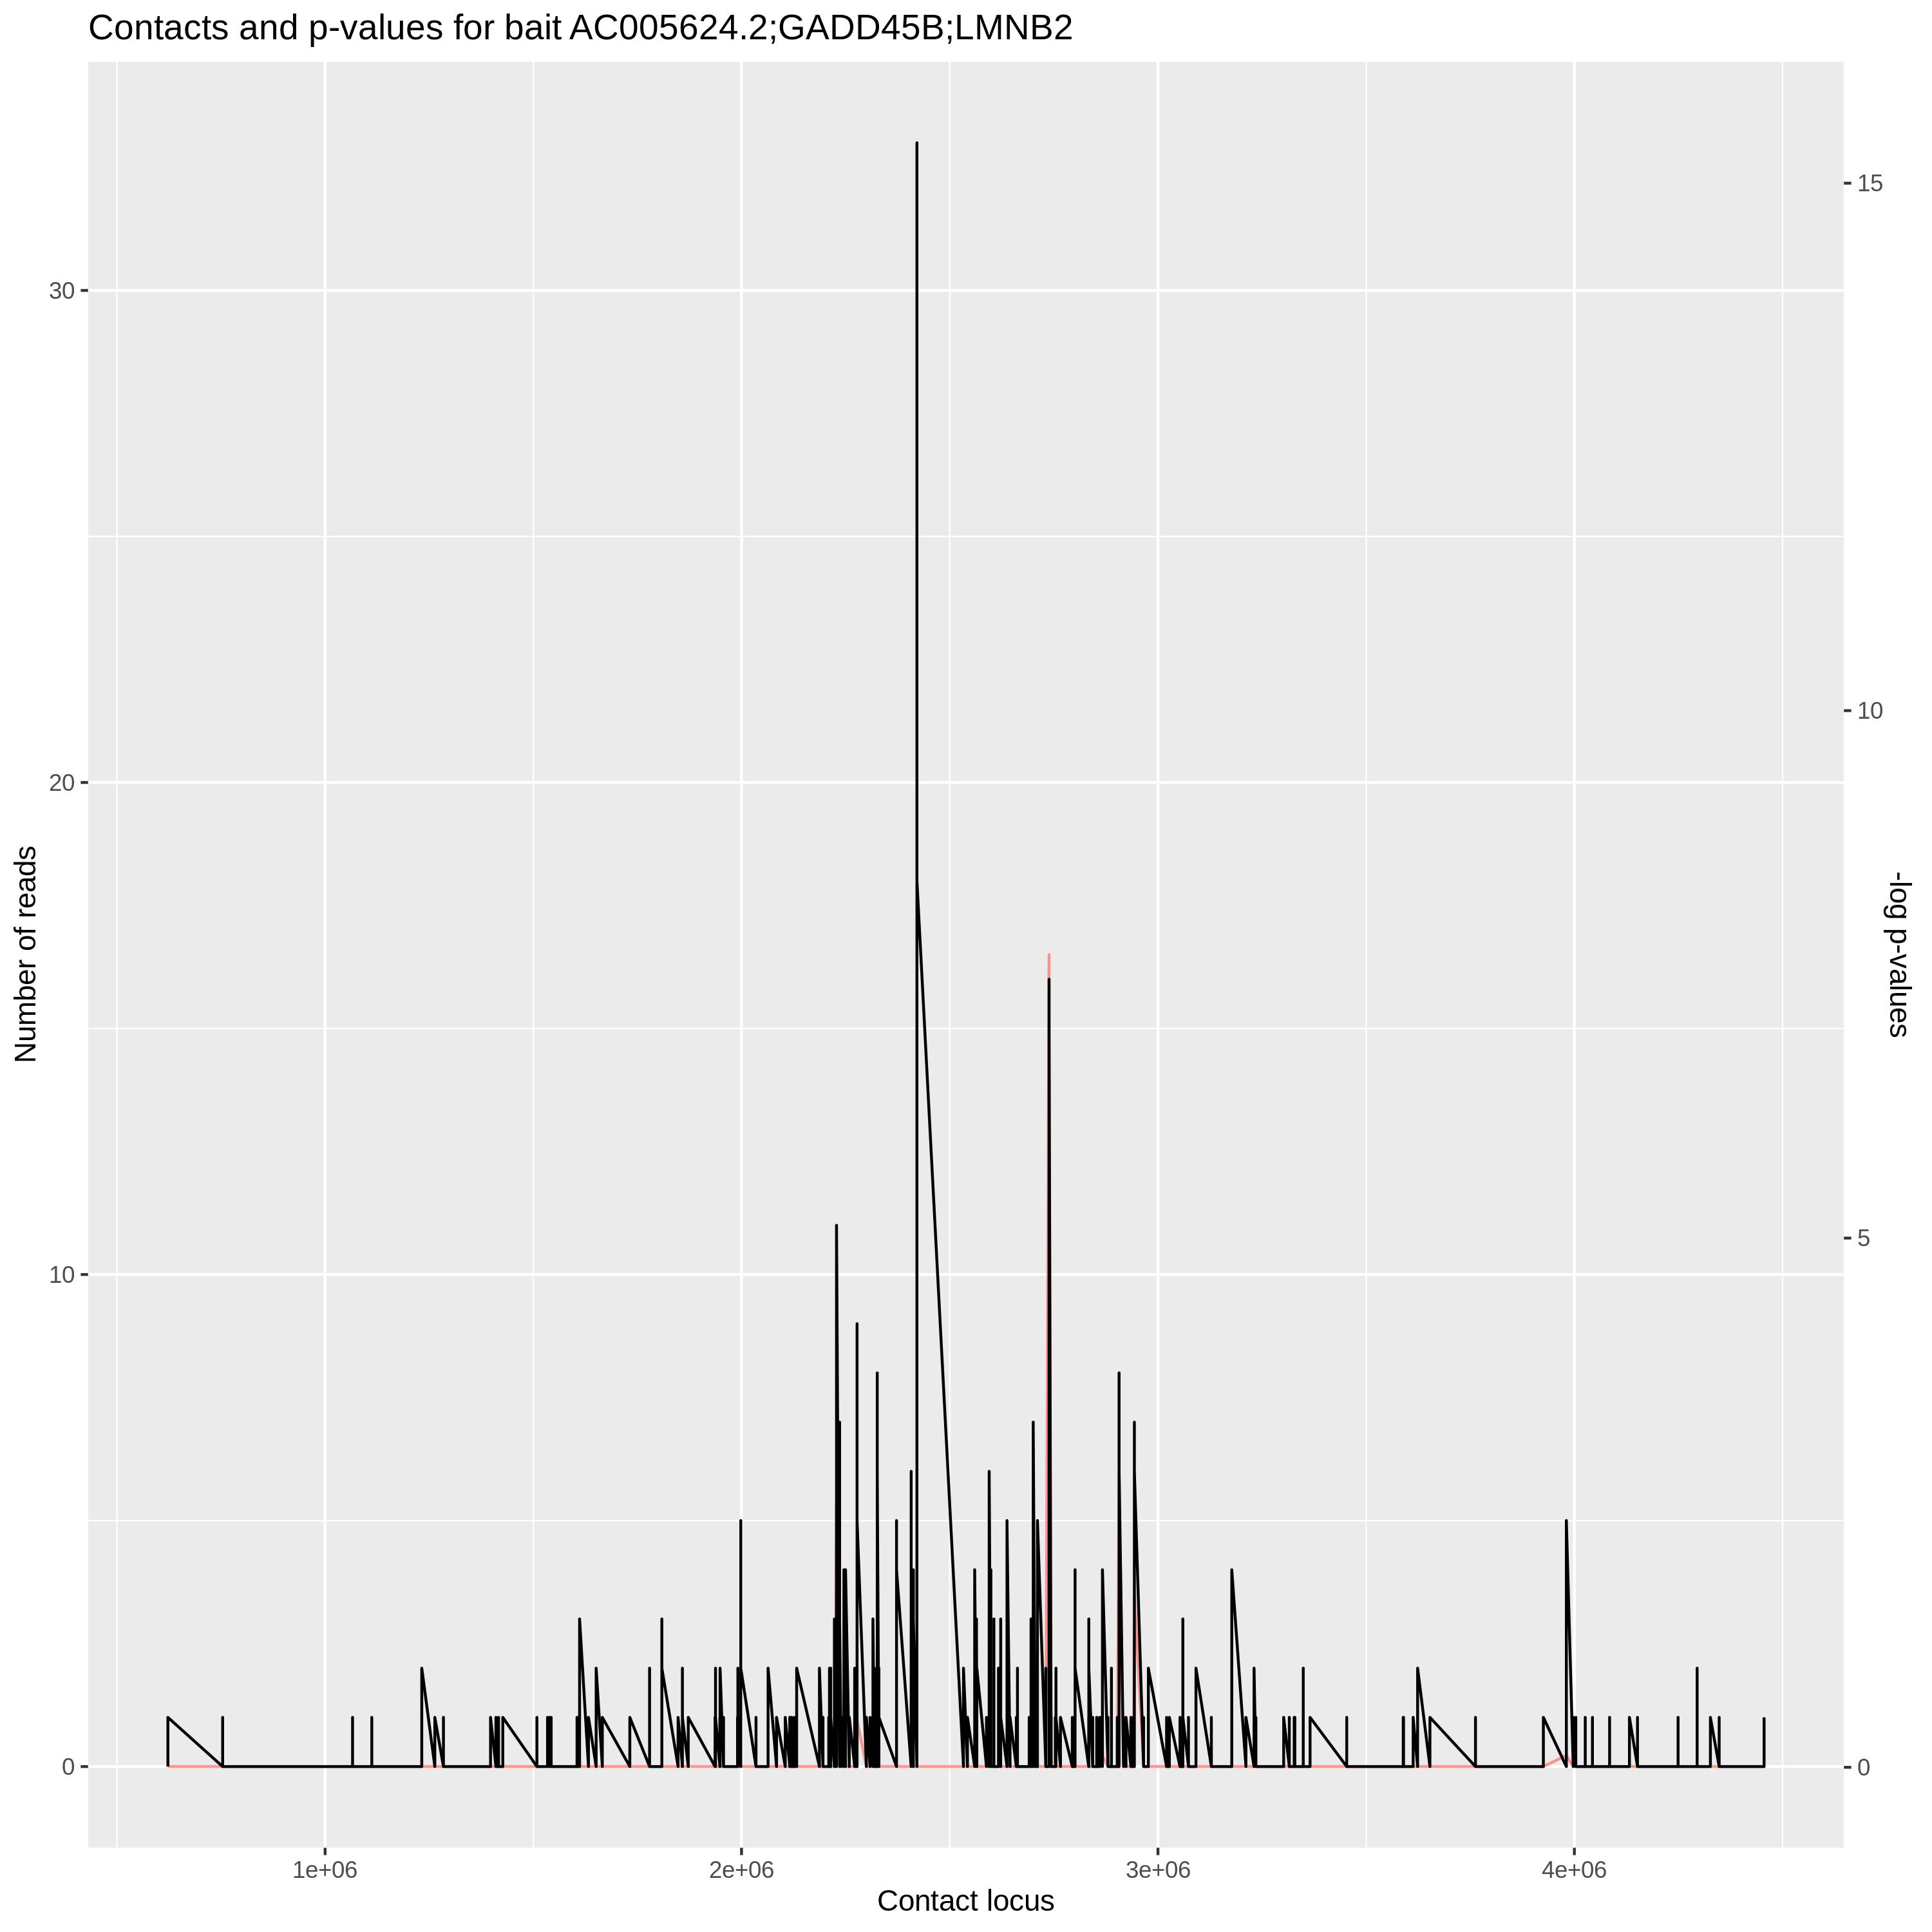 Contacts and p-values for bait AC005624.2;GADD45B;LMNB2
30
20
10
0
Number of reads
15
10
5
0
-log p-values
1e+06
2e+06
3e+06
4e+06
Contact locus